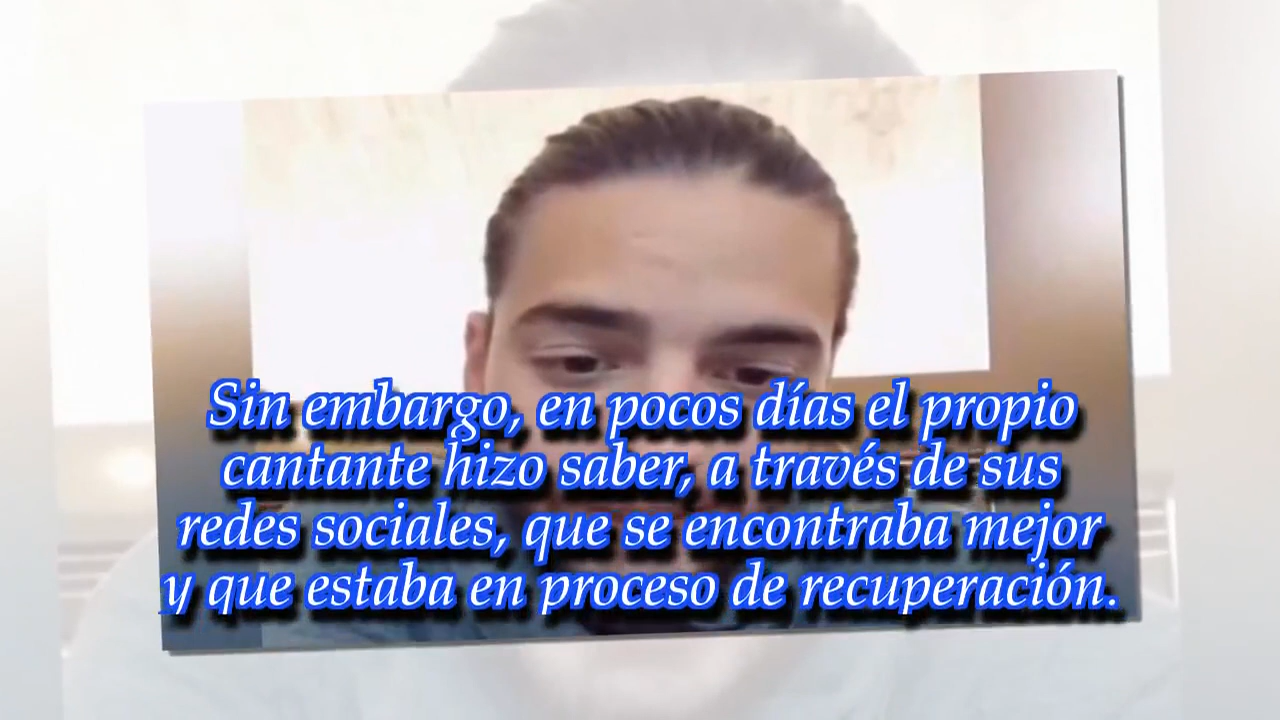 Sin embargo, en pocos días el propio
cantante hizo saber, a través de sus
redes sociales, que se encontraba mejor
y que estaba en proceso de recuperación.